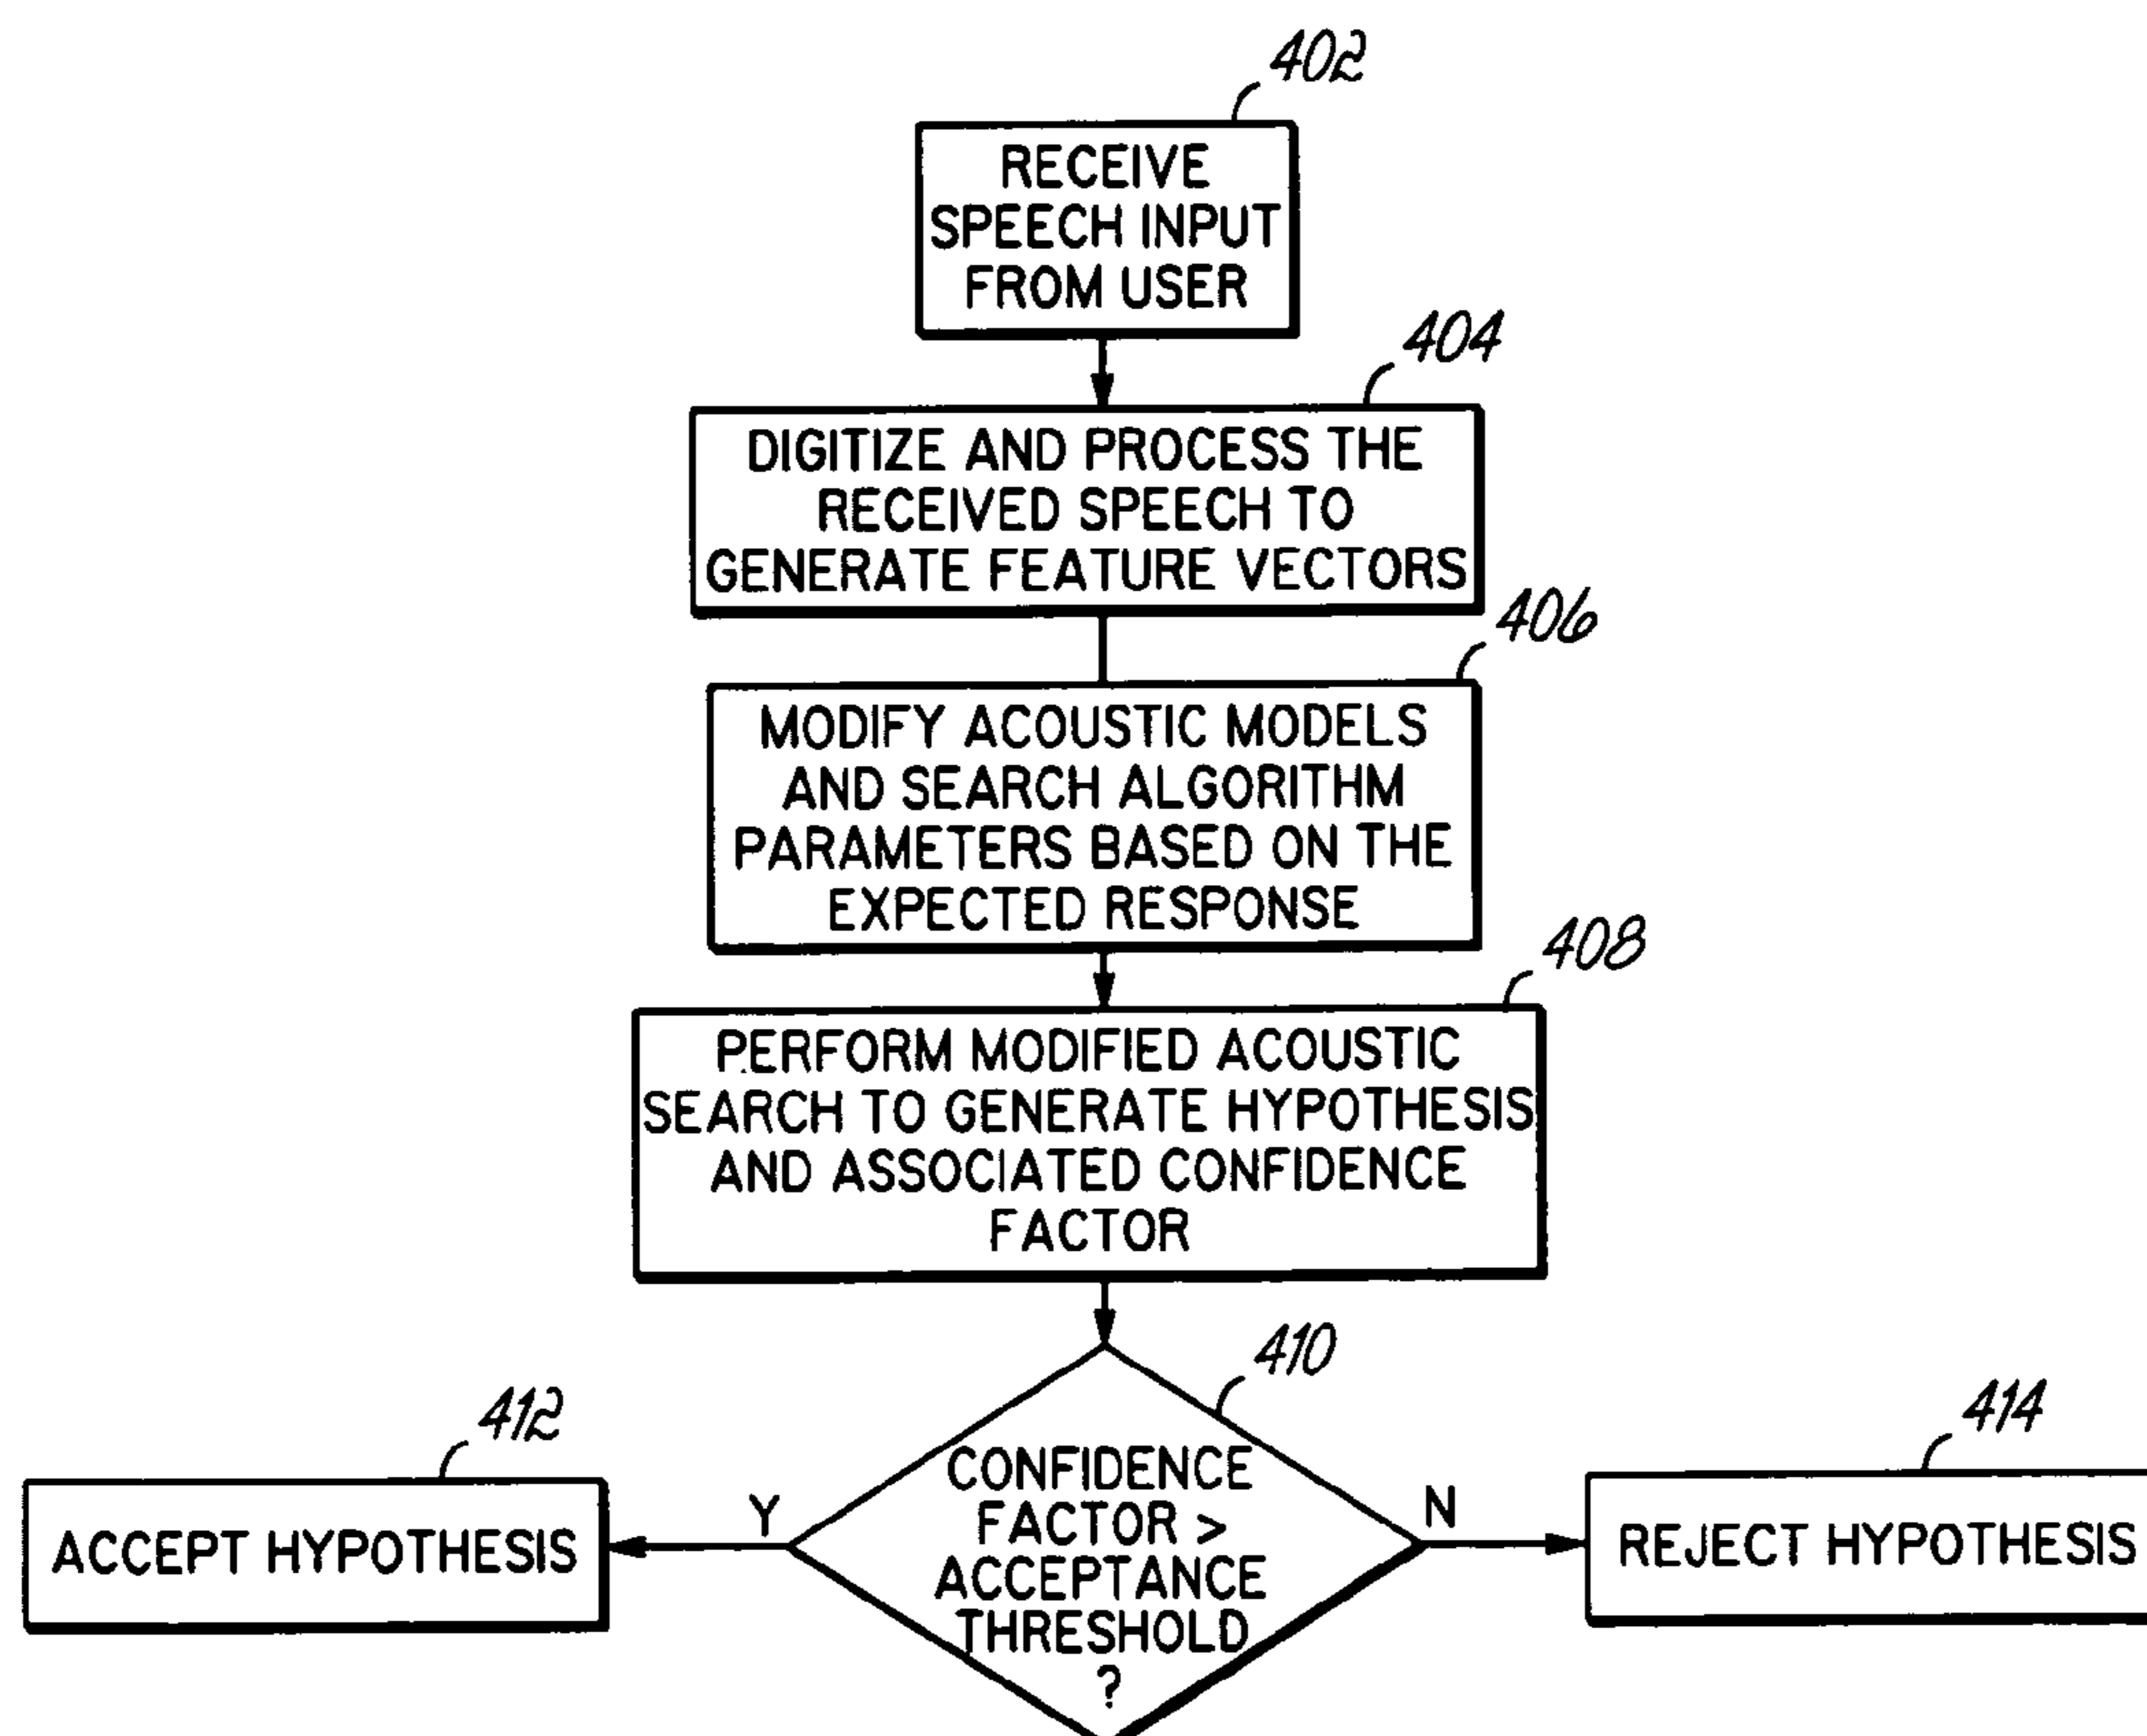 402
RECEIVE
SPEECH INPUT
FROM USER
404
DIGITIZE AND PROCESS THE
RECEIVED SPEECH TO
GENERATE FEATURE VECTORS
406
MODIFY ACOUSTIC MODELS
AND SEARCH ALGORITHM
PARAMETERS BASED ON THE
EXPECTED RESPONSE
408
PERFORM MODIFIED ACOUSTIC
SEARCH TO GENERATE HYPOTHESIS
AND ASSOCIATED CONFIDENCE
FACTOR
410
CONFIDENCE
FACTOR >
ACCEPTANCE
THRESHOLD
?
Y
412
ACCEPT HYPOTHESIS
N
414
REJECT HYPOTHESIS